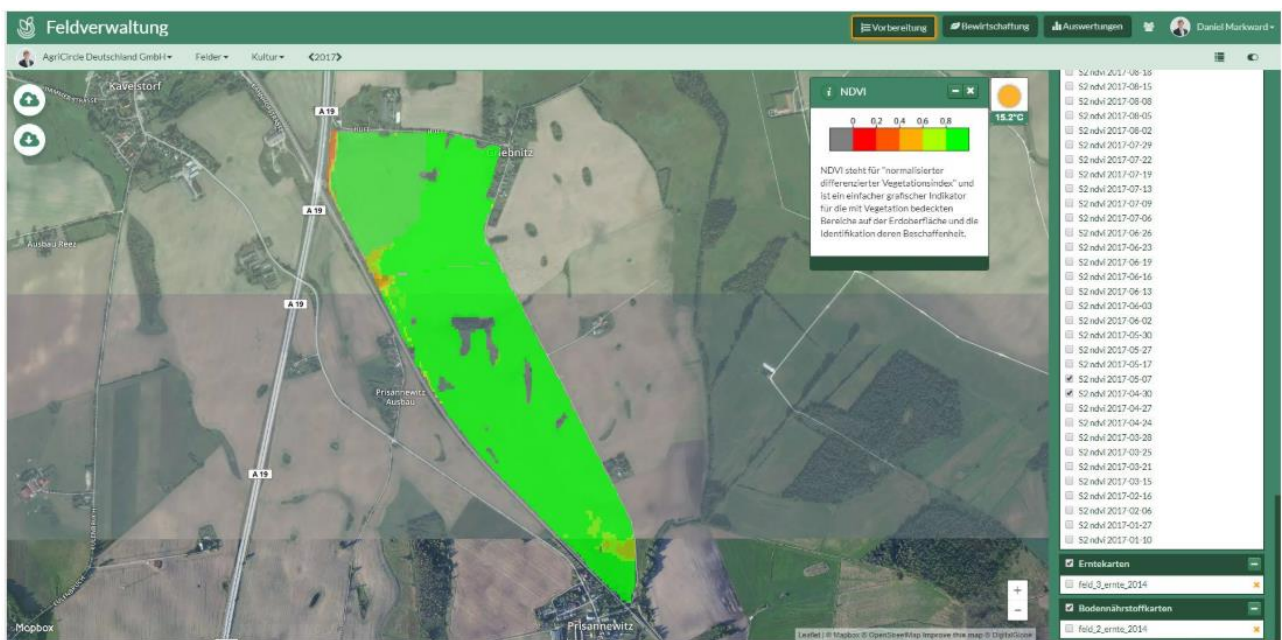 Feldverwaltung
Vorbereitung
Bewirtschaftung
Auswertungen
Daniel Markward
AgriCircle Deutschland GmbH
Felder
Kultur
<2017>
Kavelstorf
A 19
Griebnitz
A 19
Ausbau Reez
A 19
Prisannewitz
Ausbau
A 19
Prisannewitz
Mapbox
i NDVI
0 0,2 0,4 0,6 0,8
NDVI steht für "normalisierter
differenzierter Vegetationsindex" und
ist ein einfacher grafischer Indikator
für die mit Vegetation bedeckten
Bereiche auf der Erdoberfläche und die
Identifikation deren Beschaffenheit.
15.2°C
S2 ndvi 2017-08-18
S2 ndvi 2017-08-15
S2 ndvi 2017-08-08
S2 ndvi 2017-08-05
S2 ndvi 2017-08-02
S2 ndvi 2017-07-29
S2 ndvi 2017-07-22
S2 ndvi 2017-07-19
S2 ndvi 2017-07-13
S2 ndvi 2017-07-09
S2 ndvi 2017-07-06
S2 ndvi 2017-06-26
S2 ndvi 2017-06-23
S2 ndvi 2017-06-19
S2 ndvi 2017-06-16
S2 ndvi 2017-06-13
S2 ndvi 2017-06-03
S2 ndvi 2017-06-02
S2 ndvi 2017-05-30
S2 ndvi 2017-05-27
S2 ndvi 2017-05-17
S2 ndvi 2017-05-07
S2 ndvi 2017-04-30
S2 ndvi 2017-04-27
S2 ndvi 2017-04-24
S2 ndvi 2017-03-28
S2 ndvi 2017-03-25
S2 ndvi 2017-03-21
S2 ndvi 2017-03-15
S2 ndvi 2017-02-16
S2 ndvi 2017-02-06
S2 ndvi 2017-01-27
S2 ndvi 2017-01-10
Erntekarten
feld_3_ernte_2014
Bodennährstoffkarten
feld_2_ernte_2014
+
-
Leaflet | © Mapbox © OpenStreetMap Improve this map © DigitalGlobe